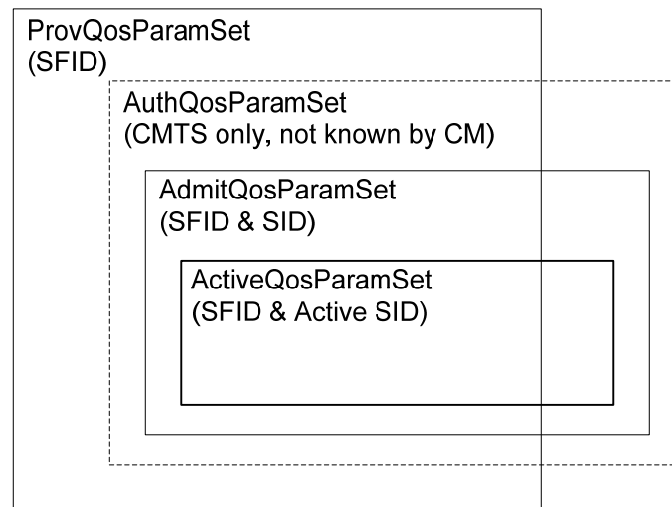 ProvQosParamSet
(SFID)
AuthQosParamSet
(CMTS only, not known by CM)
AdmitQosParamSet
(SFID & SID)
ActiveQosParamSet
(SFID & Active SID)